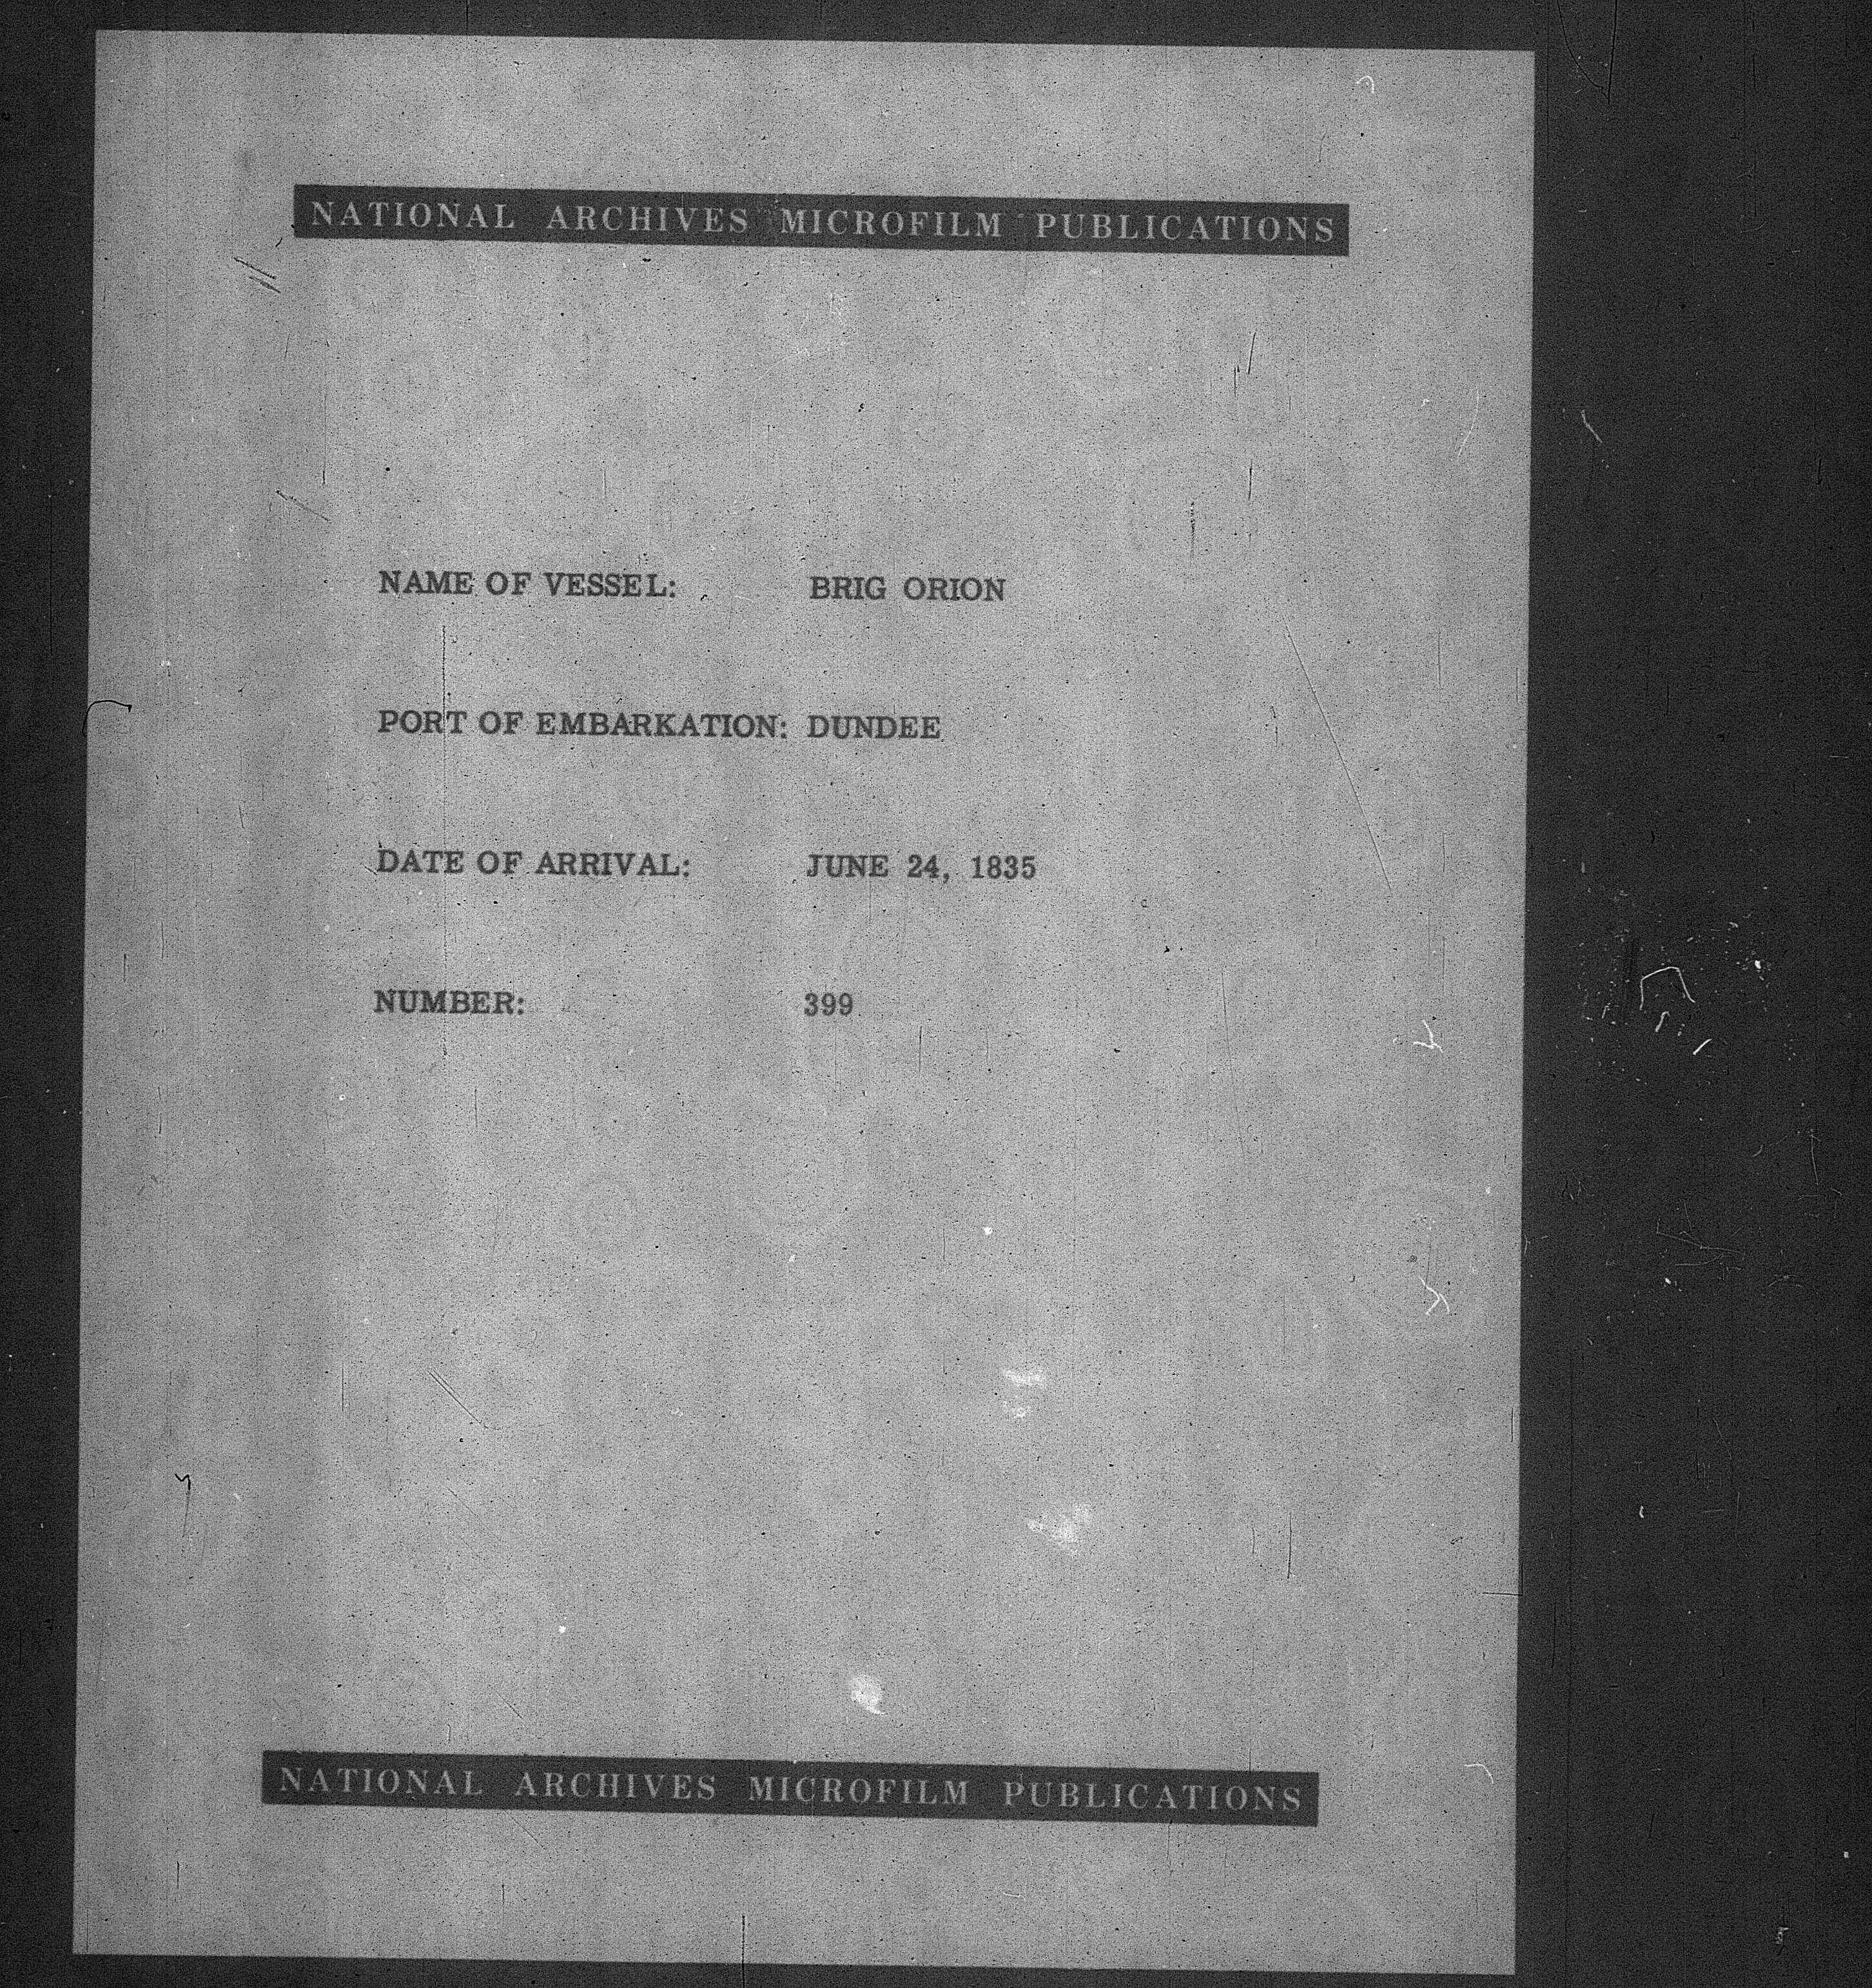 NATIONAL ARCHIVES MICROFILM PUBLICATIONS
NAME OF VESSEL: BRIG ORION
PORT OF EMBARKATION: DUNDEE
DATE OF ARRIVAL: JUNE 24, 1835
NUMBER: 399
NATIONAL ARCHIVES MICROFILM PUBLICATIONS